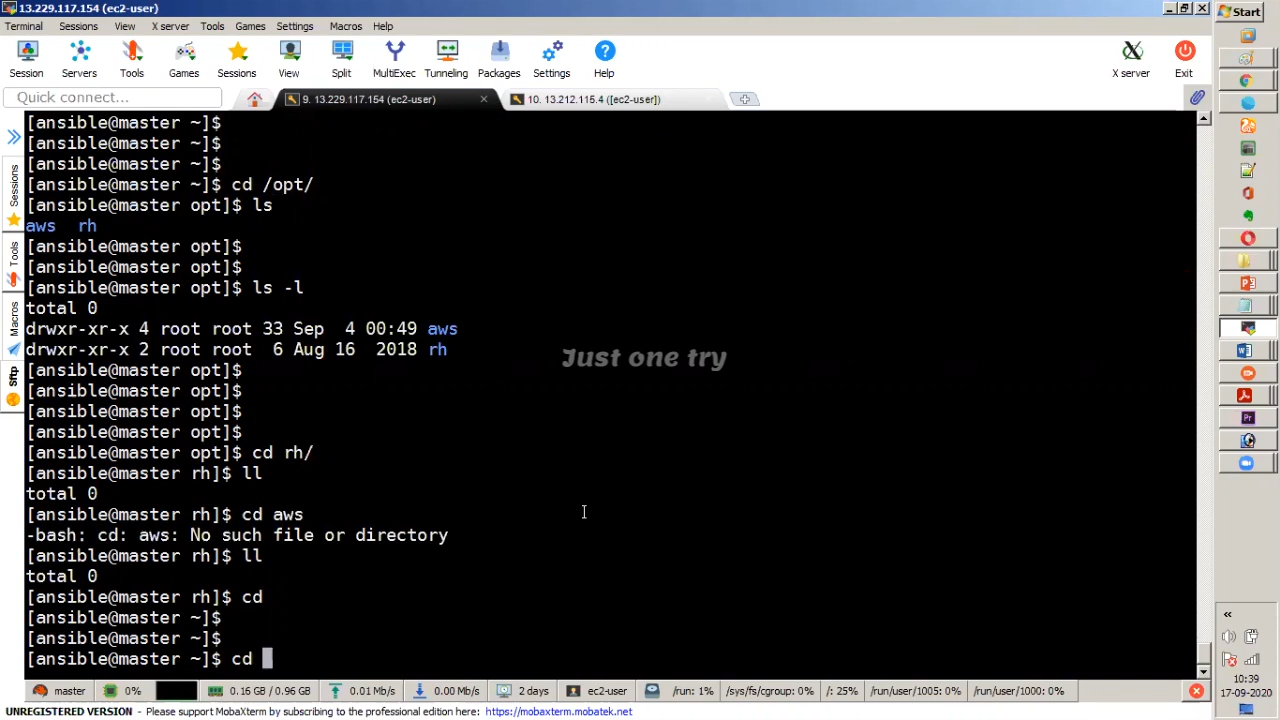 13.229.117.154 (ec2-user)
Terminal Sessions View X server Tools Games Settings Macros Help
Session Servers Tools Games Sessions View Split MultiExec Tunneling Packages Settings Help X server Exit
Quick connect...
9. 13.229.117.154 (ec2-user)
10. 13.212.115.4 ([ec2-user])
Start
Sessions
Tools
Macros
Sftp
[ansible@master ~]$
[ansible@master ~]$
[ansible@master ~]$
[ansible@master ~]$ cd /opt/
[ansible@master opt]$ ls
aws rh
[ansible@master opt]$
[ansible@master opt]$
[ansible@master opt]$ ls -l
total 0
drwxr-xr-x 4 root root 33 Sep 4 00:49 aws
drwxr-xr-x 2 root root 6 Aug 16 2018 rh
[ansible@master opt]$
[ansible@master opt]$
[ansible@master opt]$
[ansible@master opt]$
[ansible@master opt]$ cd rh/
[ansible@master rh]$ ll
total 0
[ansible@master rh]$ cd aws
-bash: cd: aws: No such file or directory
[ansible@master rh]$ ll
total 0
[ansible@master rh]$ cd
[ansible@master ~]$
[ansible@master ~]$
[ansible@master ~]$ cd
Just one try
master 0% 0.16 GB / 0.96 GB 0.01 Mb/s 0.00 Mb/s 2 days ec2-user /run: 1% /sys/fs/cgroup: 0% /: 25% /run/user/1005: 0% /run/user/1000: 0%
UNREGISTERED VERSION - Please support MobaXterm by subscribing to the professional edition here: https://mobaxterm.mobatek.net
10:39
17-09-2020